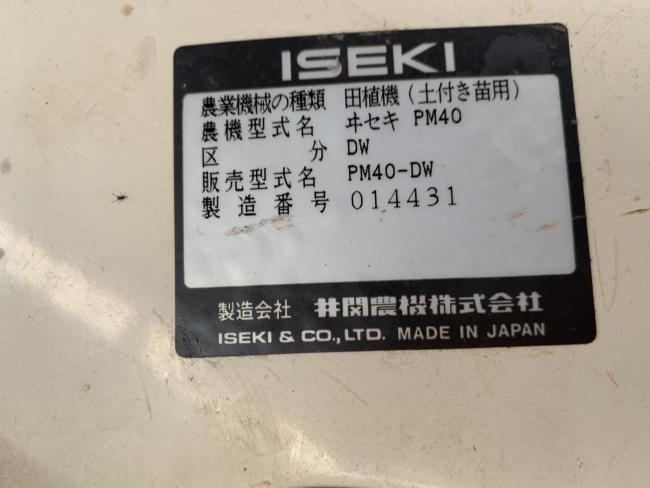 ISEKI
農業機械の種類 田植機(土付き苗用)
農機型式名 ヰセキ PM40
区分 DW
販売型式名 PM40-DW
製造番号 014431
製造会社 井関農機株式会社
ISEKI & CO., LTD. MADE IN JAPAN